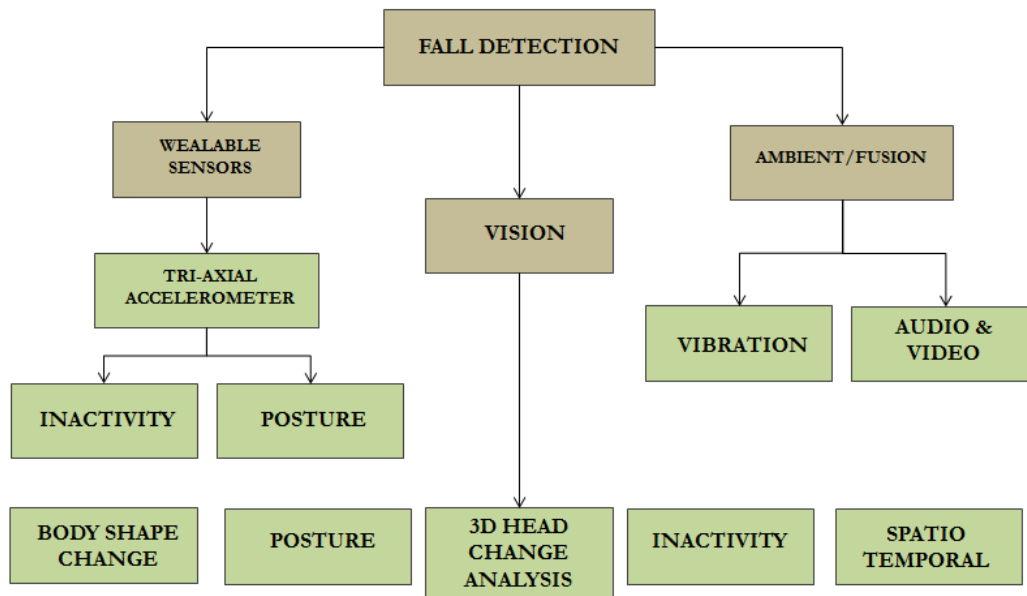 FALL DETECTION
WEALABLE
SENSORS
AMBIENT/FUSION
VISION
TRI-AXIAL
ACCELEROMETER
VIBRATION
AUDIO &
VIDEO
INACTIVITY
POSTURE
BODY SHAPE
CHANGE
POSTURE
3D HEAD
CHANGE
ANALYSIS
INACTIVITY
SPATIO
TEMPORAL